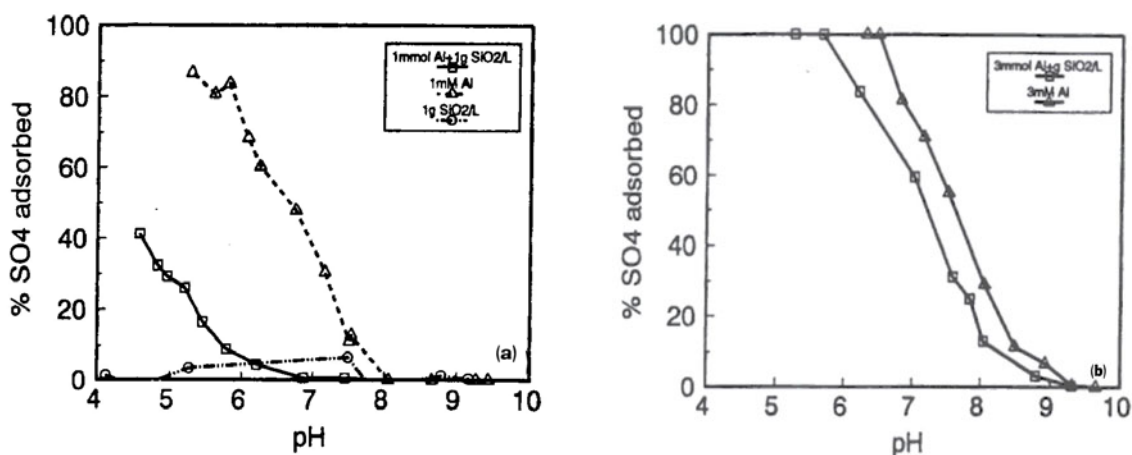 100
80
60
40
20
0
% SO4 adsorbed
1mmol Al+1g SiO2/L
1mM Al
1g SiO2/L
(a)
4 5 6 7 8 9 10
pH
100
80
60
40
20
0
% SO4 adsorbed
3mmol Al+g SiO2/L
3mM Al
(b)
4 5 6 7 8 9 10
pH